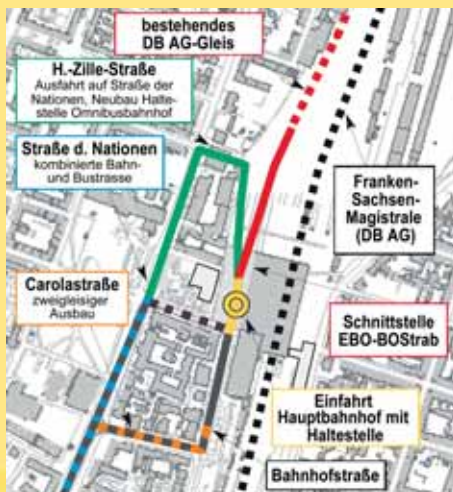 bestehendes
DB AG-Gleis
H.-Zille-Straße
Ausfahrt auf Straße der
Nationen, Neubau Halte-
stelle Omnibusbahnhof
Straße d. Nationen
kombinierte Bahn-
und Bustrasse
Franken-
Sachsen-
Magistrale
(DB AG)
Carolastraße
zweigleisiger
Ausbau
Schnittstelle
EBO-BOStrab
Einfahrt
Hauptbahnhof mit
Haltestelle
Bahnhofstraße